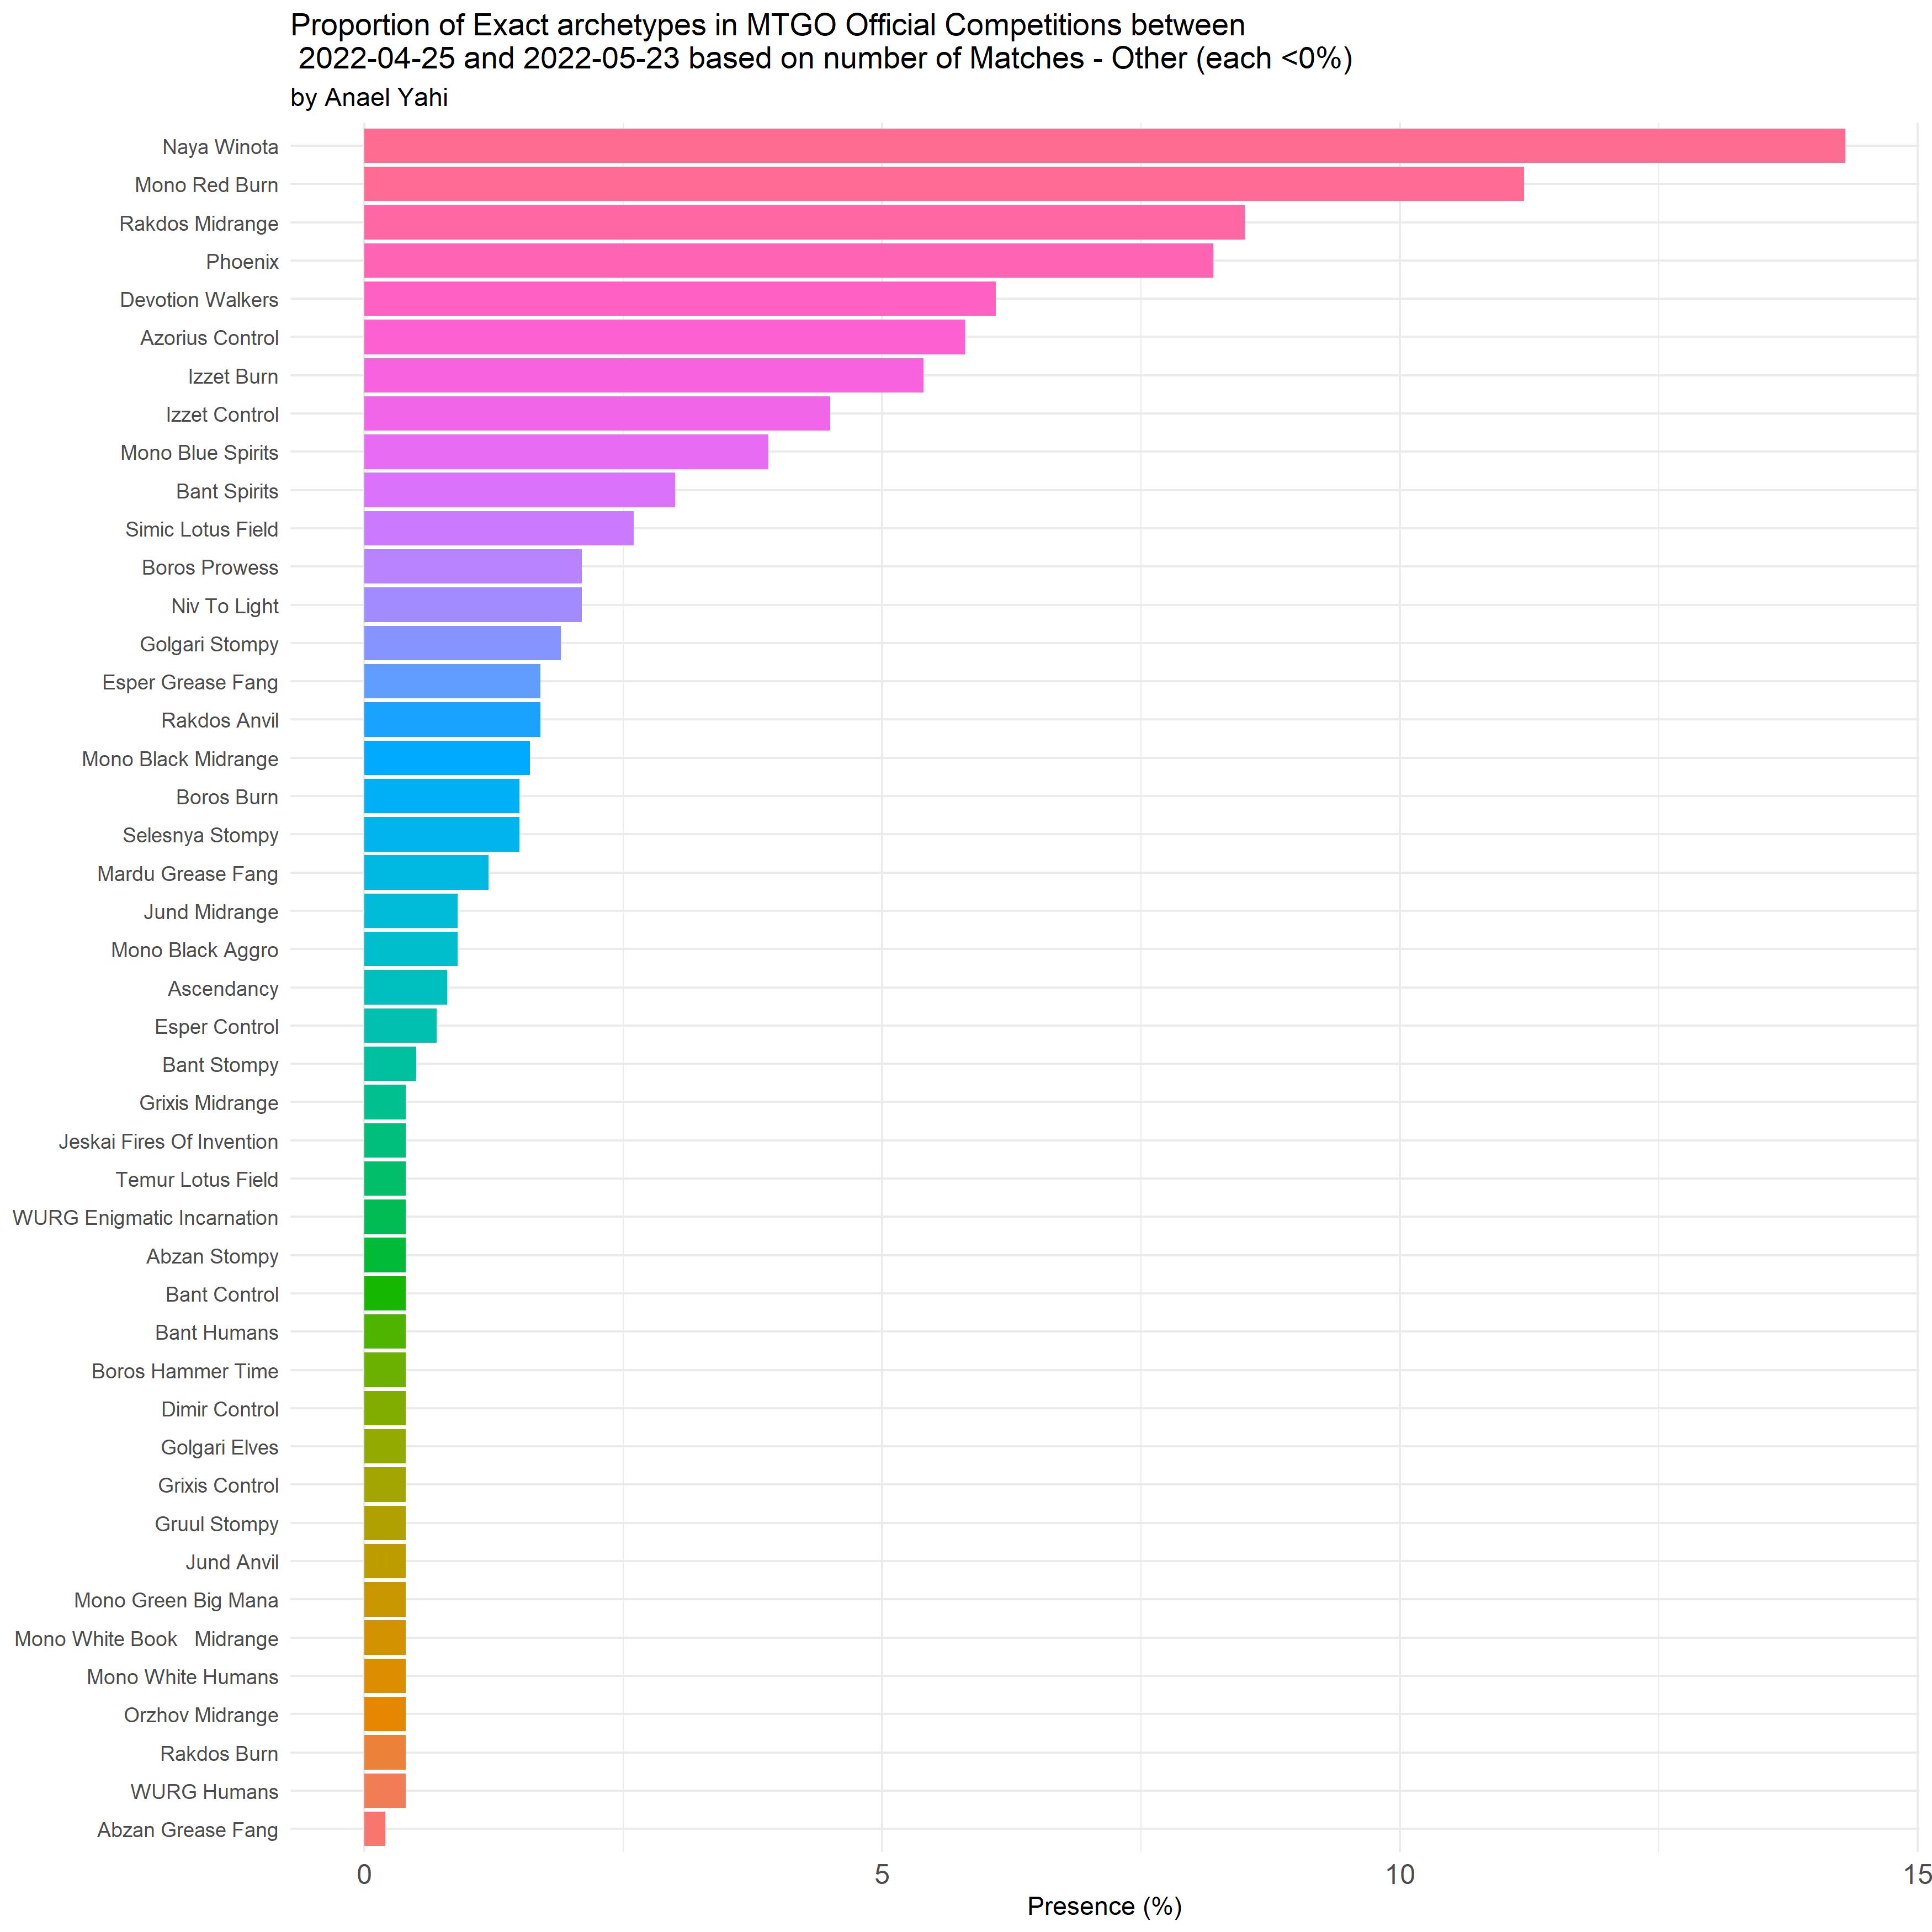 Proportion of Exact archetypes in MTGO Official Competitions between
2022-04-25 and 2022-05-23 based on number of Matches - Other (each <0%)
by Anael Yahi
Naya Winota
Mono Red Burn
Rakdos Midrange
Phoenix
Devotion Walkers
Azorius Control
Izzet Burn
Izzet Control
Mono Blue Spirits
Bant Spirits
Simic Lotus Field
Boros Prowess
Niv To Light
Golgari Stompy
Esper Grease Fang
Rakdos Anvil
Mono Black Midrange
Boros Burn
Selesnya Stompy
Mardu Grease Fang
Jund Midrange
Mono Black Aggro
Ascendancy
Esper Control
Bant Stompy
Grixis Midrange
Jeskai Fires Of Invention
Temur Lotus Field
WURG Enigmatic Incarnation
Abzan Stompy
Bant Control
Bant Humans
Boros Hammer Time
Dimir Control
Golgari Elves
Grixis Control
Gruul Stompy
Jund Anvil
Mono Green Big Mana
Mono White Book   Midrange
Mono White Humans
Orzhov Midrange
Rakdos Burn
WURG Humans
Abzan Grease Fang
0 5 10 15
Presence (%)